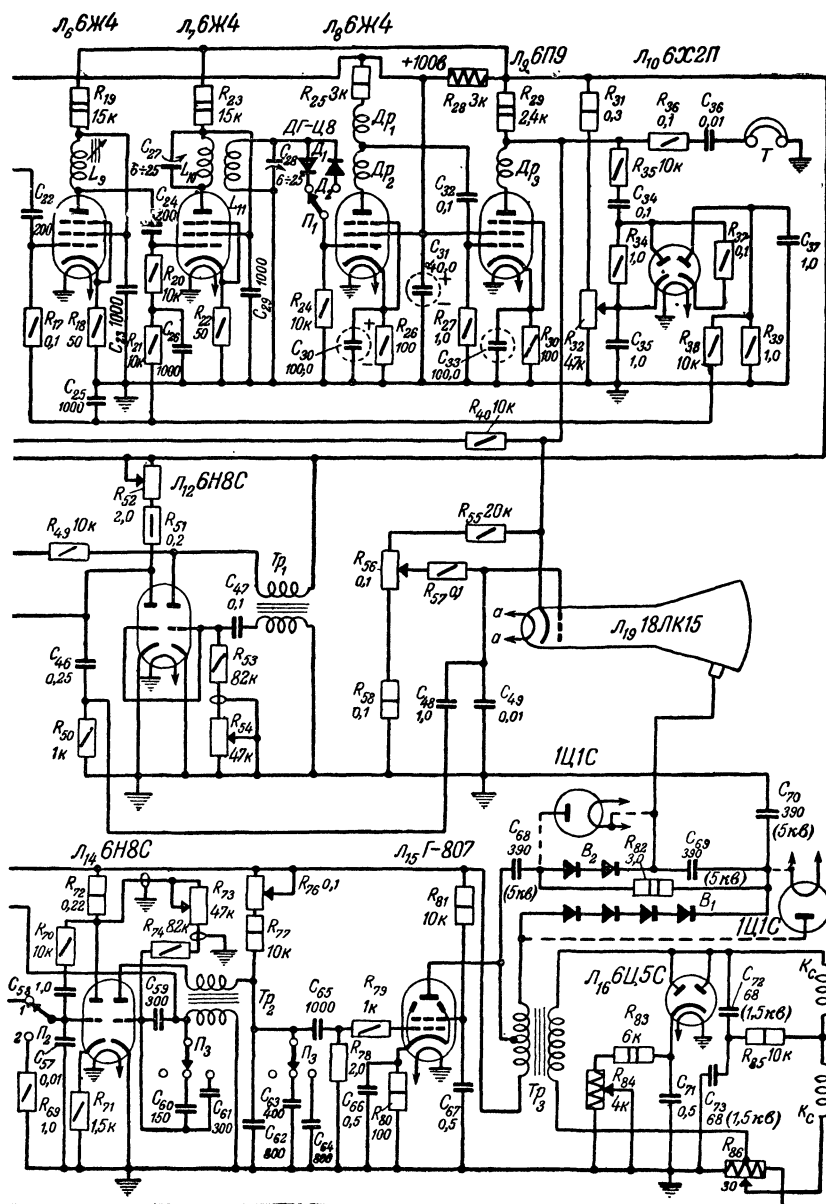 Л6 6Ж4
Л7 6Ж4
Л8 6Ж4
+100в
Л9 6П9
Л10 6Х2П
R19
15к
R23
15к
R25 3к
R28 3к
R29
2,4к
R31
0,3
R36
0,1
C36
0,01
Т
Др1
Др2
Др3
ДГ-Ц8
Д1
Д2
П1
C27
6÷25
L9
L10
L11
C28
6÷25
R35 10к
C34
0,1
C22
200
C24
200
C32
0,1
R34
1,0
R37
0,1
C37
1,0
C31
40,0
+
−
R20
10к
R17
0,1
R18
50
C23 1000
R21
10к
C26
1000
R22
50
C29
1000
R24
10к
C30
100,0
+
−
R26
100
R27
1,0
C33
100,0
R30
100
R32
47к
C35
1,0
R38
10к
R39
1,0
C25
1000
R40 10к
Л12 6Н8С
R52
2,0
R51
0,2
R49 10к
Тр1
C47
0,1
R55 20к
R56
0,1
R57 0,1
а
а
Л19 18ЛК15
C46
0,25
R53
82к
R54
47к
R50
1к
R58
0,1
C48
1,0
C49
0,01
1Ц1С
C70
390
(5кв)
C68
390
(5кв)
B2
R82
3,0
C69
390
(5кв)
B1
1Ц1С
Л14 6Н8С
Л15 Г-807
R72
0,22
R73
47к
R76 0,1
R81
10к
R70
10к
R74 82к
R77
10к
C58
1,0
1
C59
300
Тр2
C65
1000
R79
1к
Л16 6Ц5С
C72
68
(1,5кв)
Кс
П2
2
C57
0,01
П3
П3
R78
2,0
R83
6к
R85 10к
R69
1,0
R71
1,5к
C60
150
C61
300
C63
400
C62
800
C64
800
C66
0,5
R80
100
C67
0,5
Тр3
R84
4к
C71
0,5
C73
68 (1,5кв)
Кс
R86
30